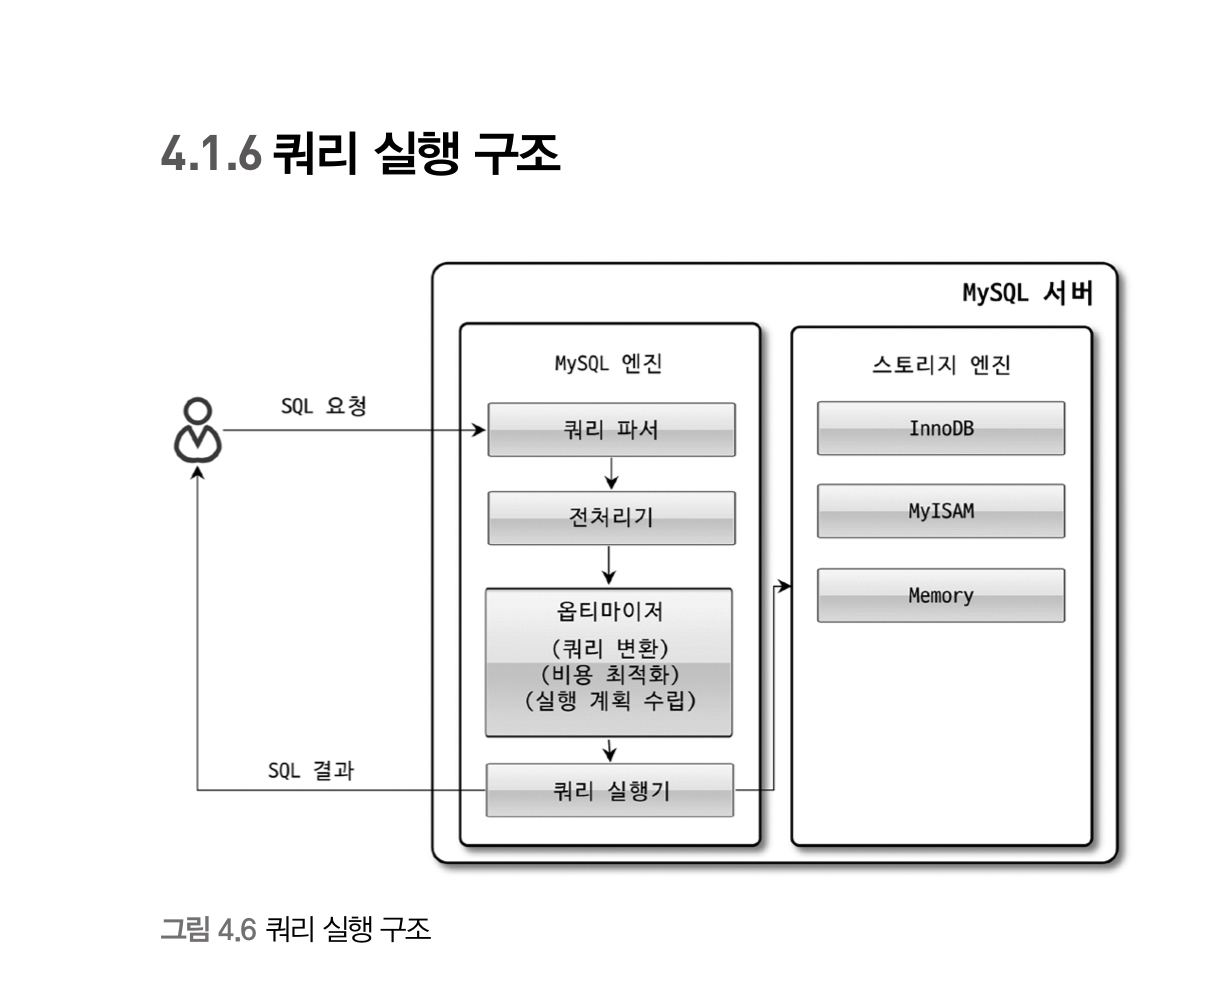 4.1.6 쿼리 실행 구조
MySQL 서버
MySQL 엔진
스토리지 엔진
SQL 요청
쿼리 파서
InnoDB
전처리기
MyISAM
옵티마이저
(쿼리 변환)
(비용 최적화)
(실행 계획 수립)
Memory
SQL 결과
쿼리 실행기
그림 4.6 쿼리 실행 구조